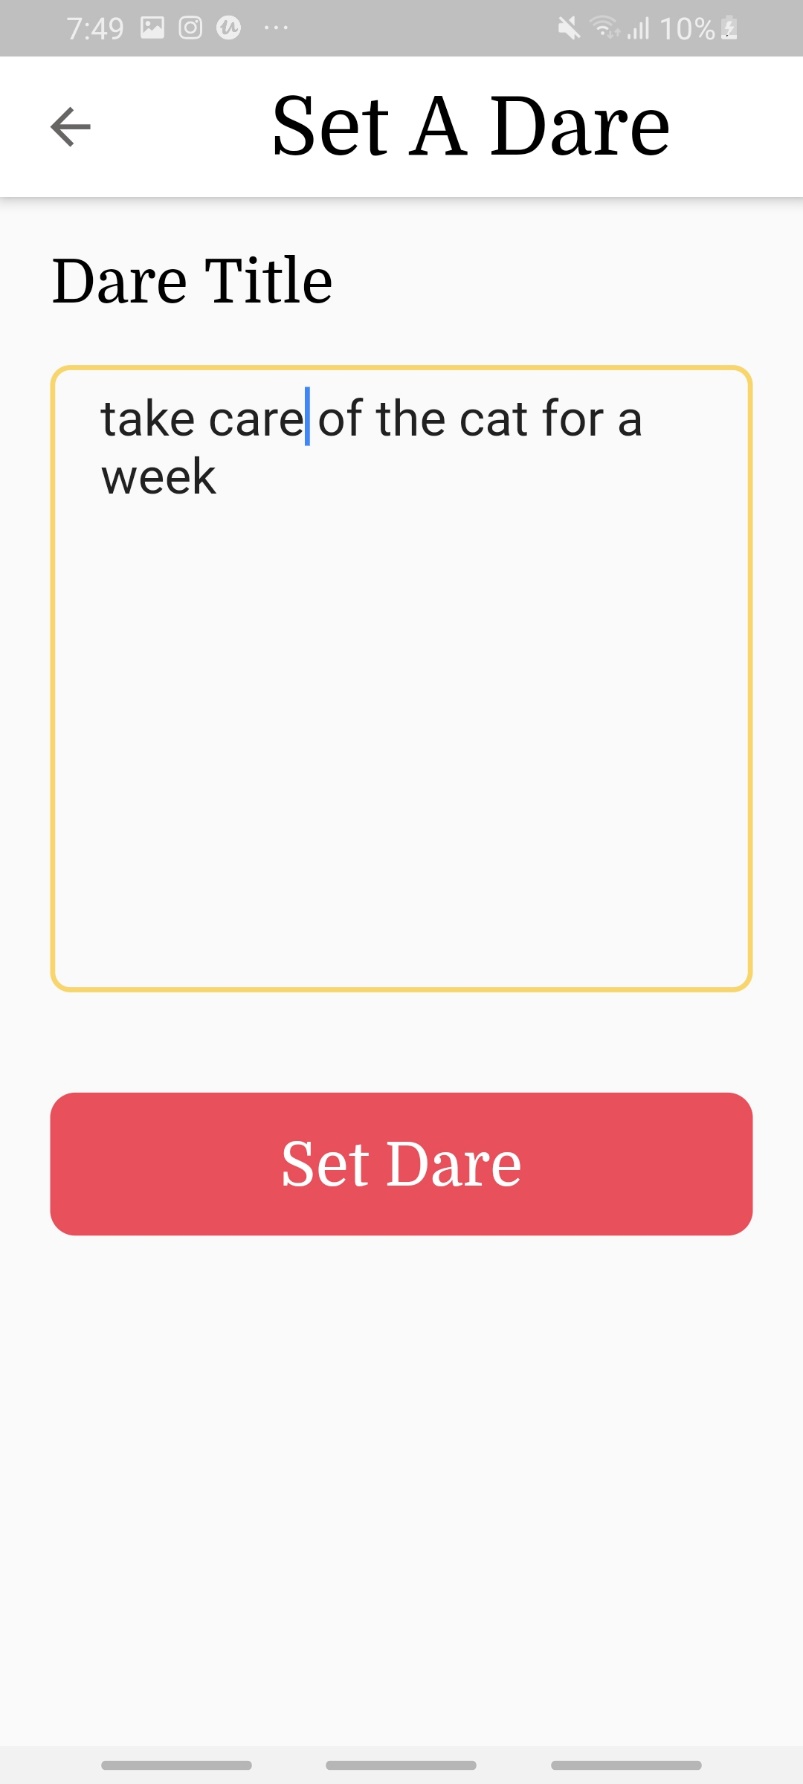 7:49 10%
Set A Dare
Dare Title
take care of the cat for a
week
Set Dare